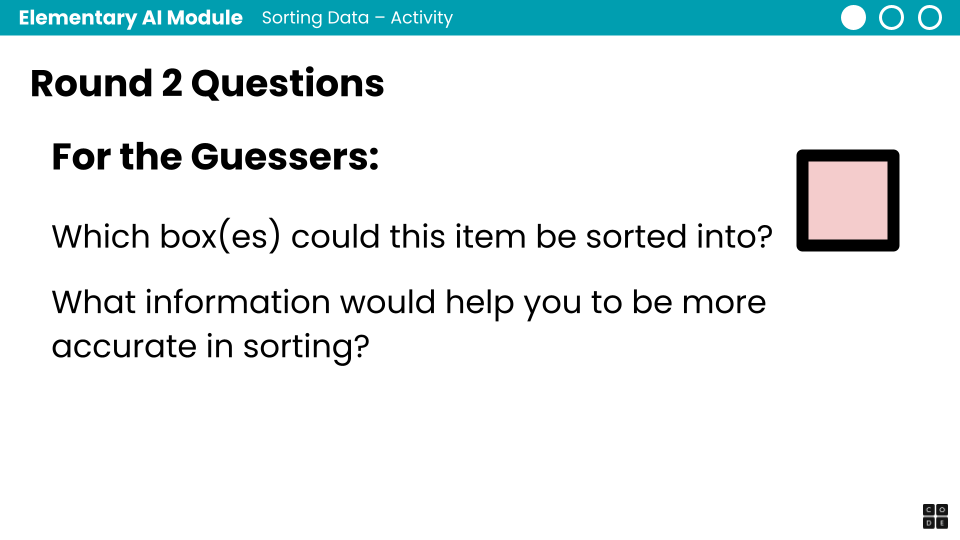 Elementary AI Module Sorting Data – Activity
Round 2 Questions
For the Guessers:
Which box(es) could this item be sorted into?
What information would help you to be more
accurate in sorting?
C O
D E